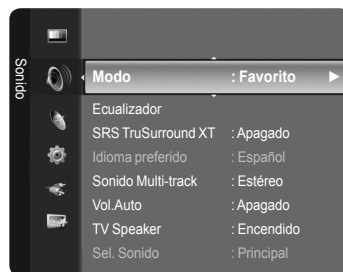 Sonido
Modo : Favorito
Ecualizador
SRS TruSurround XT : Apagado
Idioma preferido : Español
Sonido Multi-track : Estéreo
Vol.Auto : Apagado
TV Speaker : Encendido
Sel. Sonido : Principal